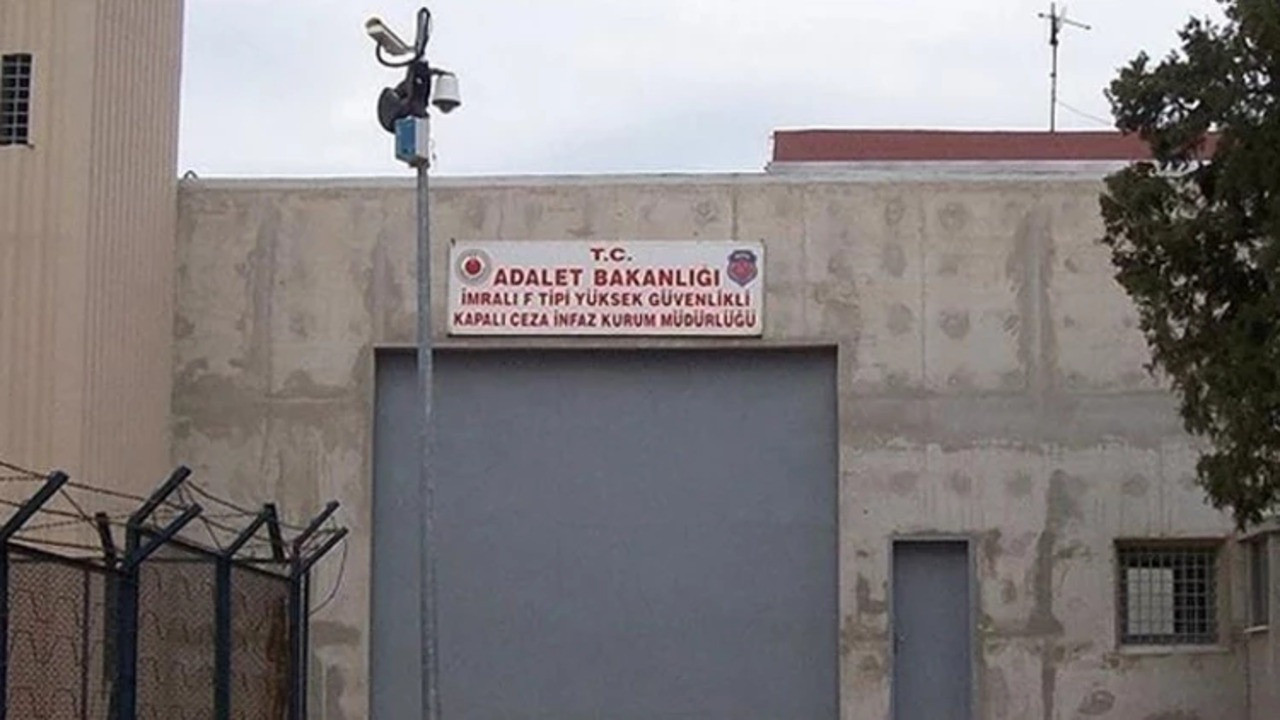 T.C.
ADALET BAKANLIĞI
İMRALI F TİPİ YÜKSEK GÜVENLİKLİ
KAPALI CEZA İNFAZ KURUM MÜDÜRLÜĞÜ